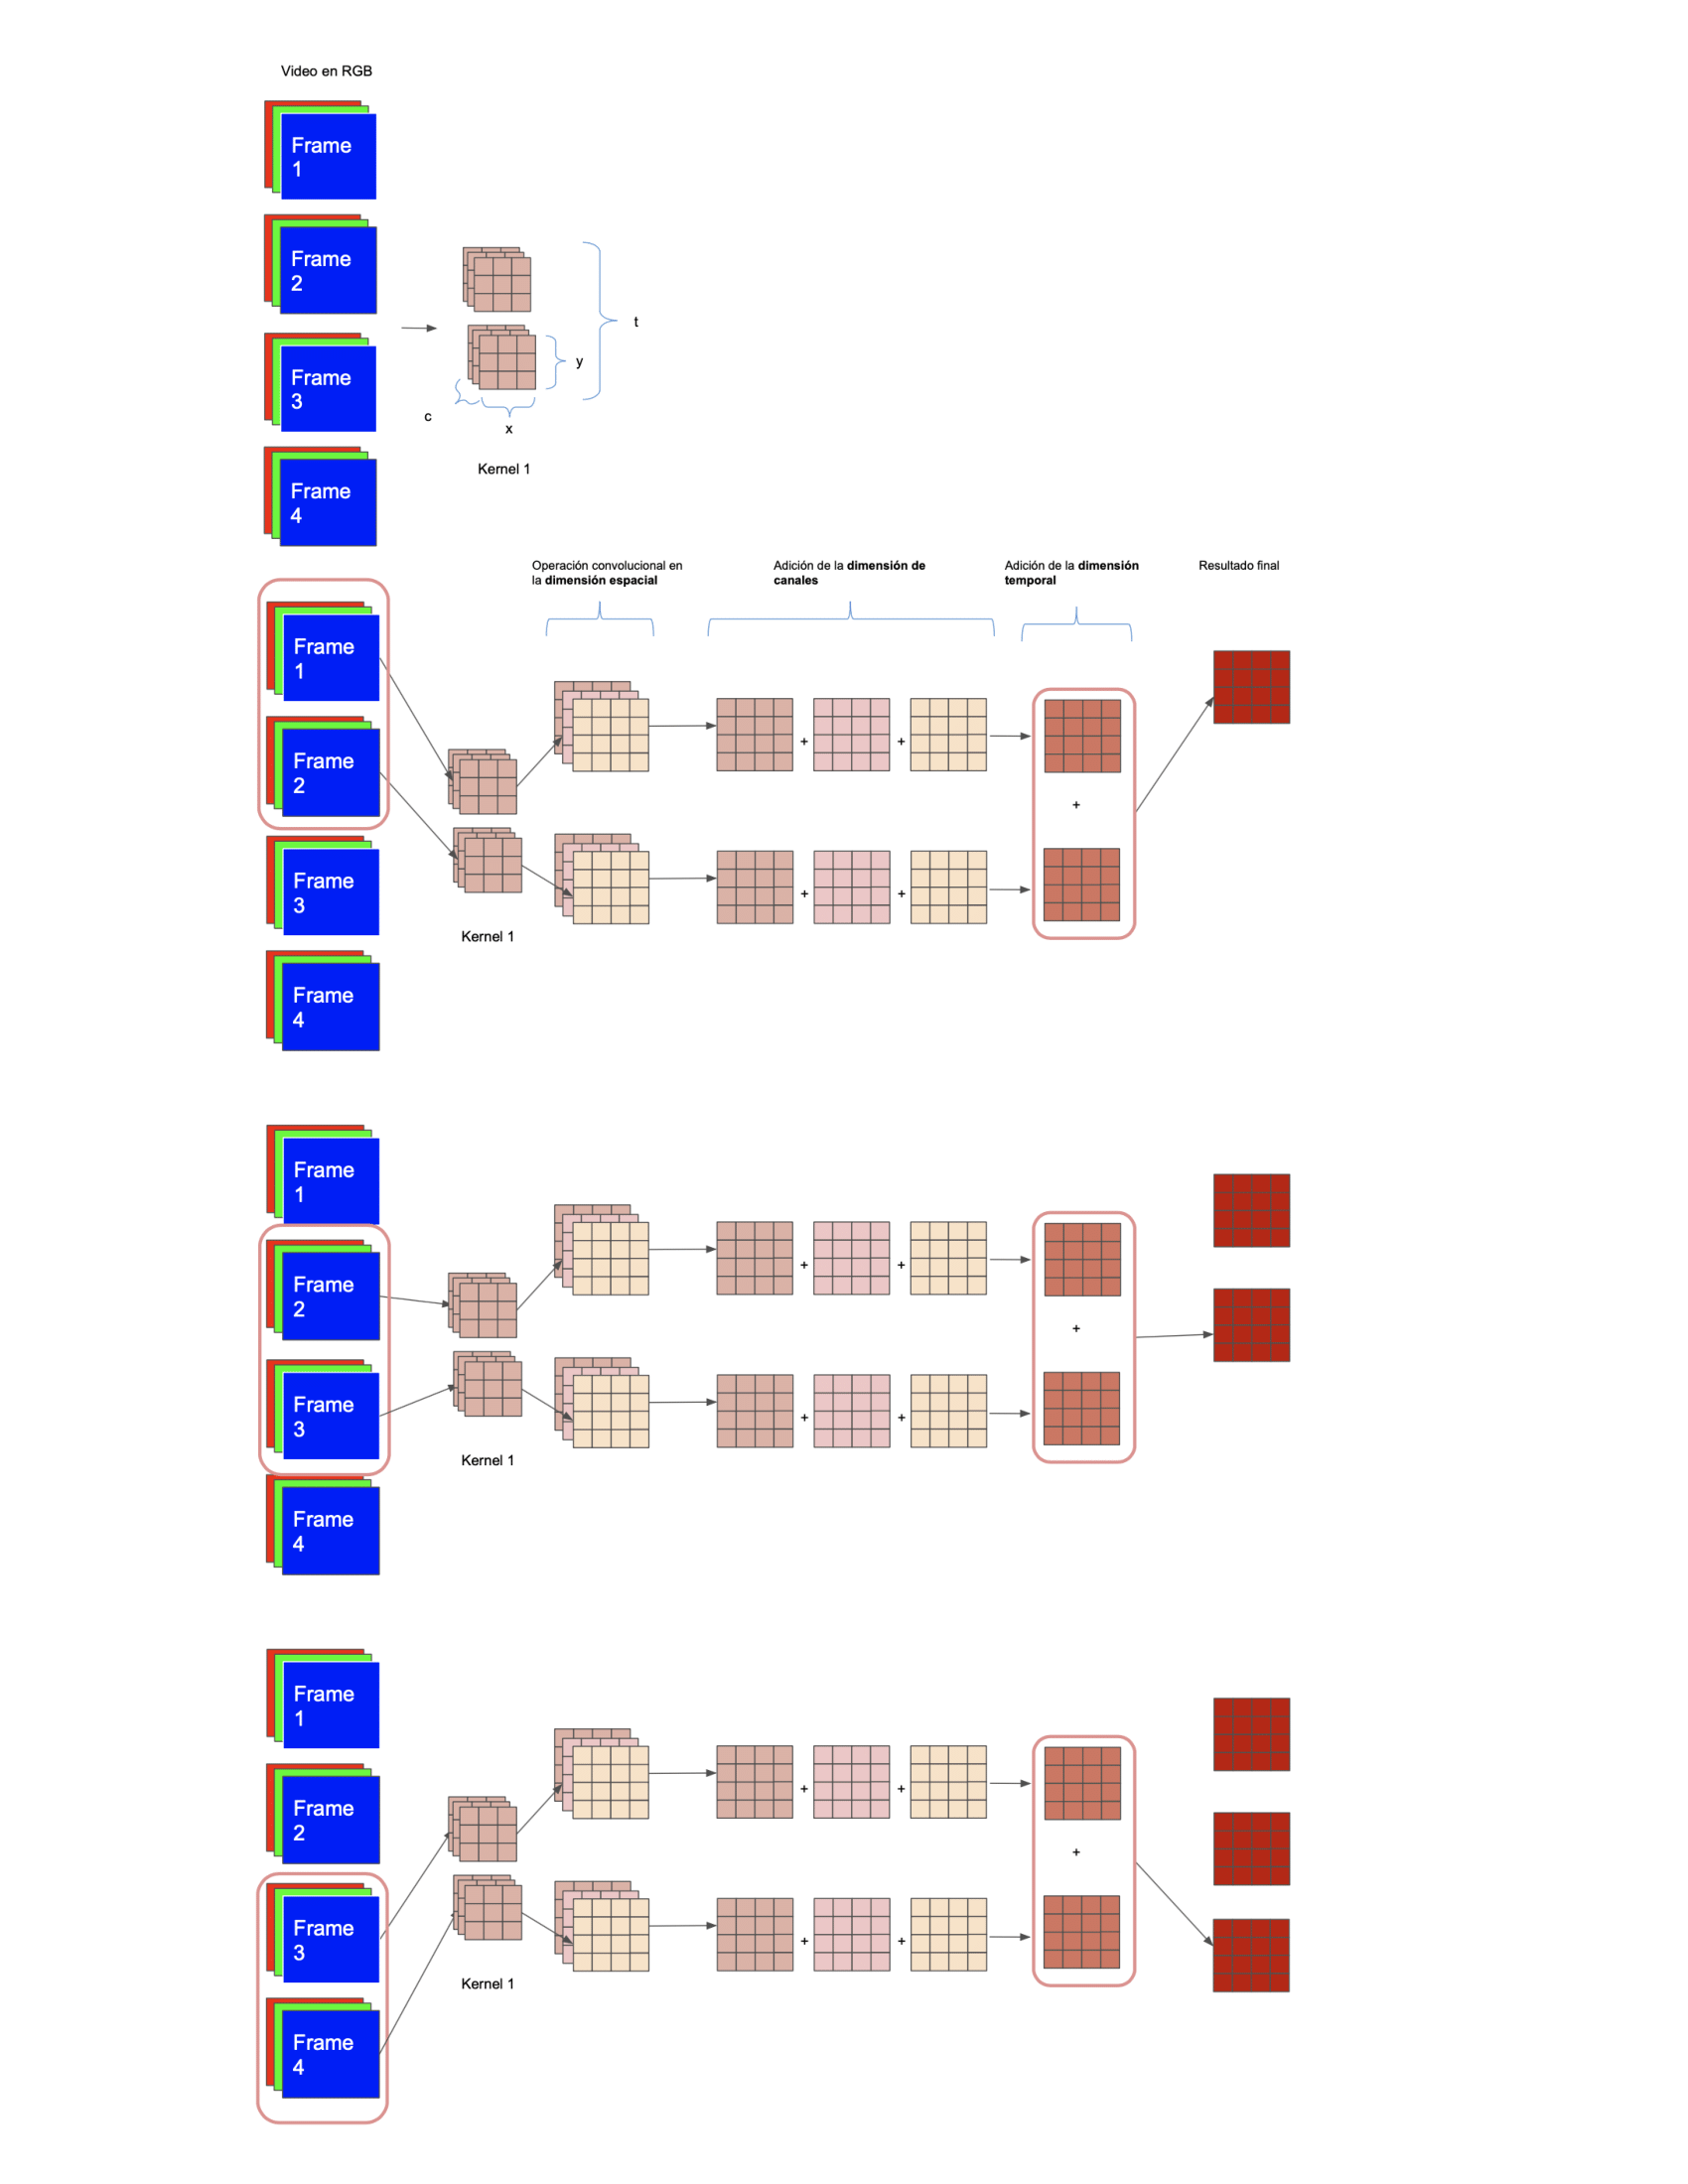 Video en RGB
Frame
1
Frame
2
Frame
3
Frame
4
t
y
c
x
Kernel 1
Operación convolucional en
la dimensión espacial
Adición de la dimensión de
canales
Adición de la dimensión
temporal
Resultado final
Frame
1
Frame
2
Frame
3
Frame
4
+
+
+
+
+
Kernel 1
Frame
1
Frame
2
Frame
3
Frame
4
+
+
+
+
+
Kernel 1
Frame
1
Frame
2
Frame
3
Frame
4
+
+
+
+
+
Kernel 1